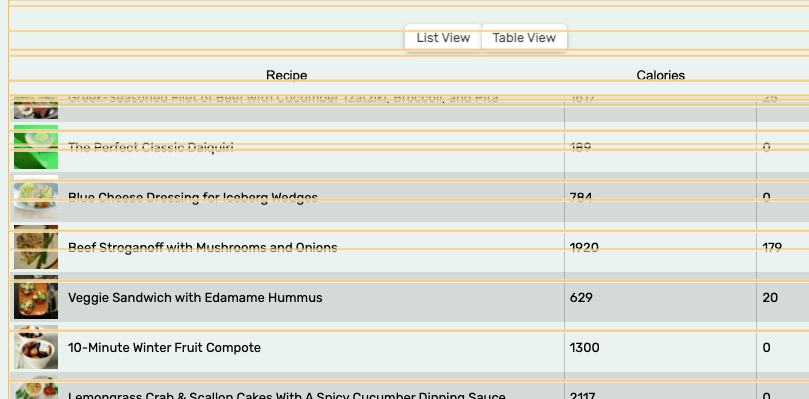 List View Table View
Recipe Calories
Greek-Seasoned Filet of Beef with Cucumber Tzatziki, Broccoli, and Pita 1617 25
The Perfect Classic Daiquiri 189 0
Blue Cheese Dressing for Iceberg Wedges 784 0
Beef Stroganoff with Mushrooms and Onions 1920 179
Veggie Sandwich with Edamame Hummus 629 20
10-Minute Winter Fruit Compote 1300 0
Lemongrass Crab & Scallop Cakes With A Spicy Cucumber Dipping Sauce 2117 0